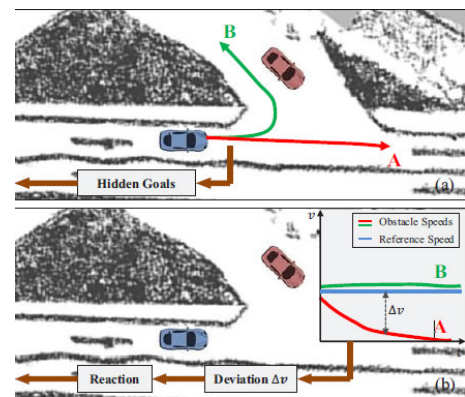 B
A
Hidden Goals
(a)
v
Obstacle Speeds
Reference Speed
B
Δv
A
t
Reaction
Deviation Δv
(b)